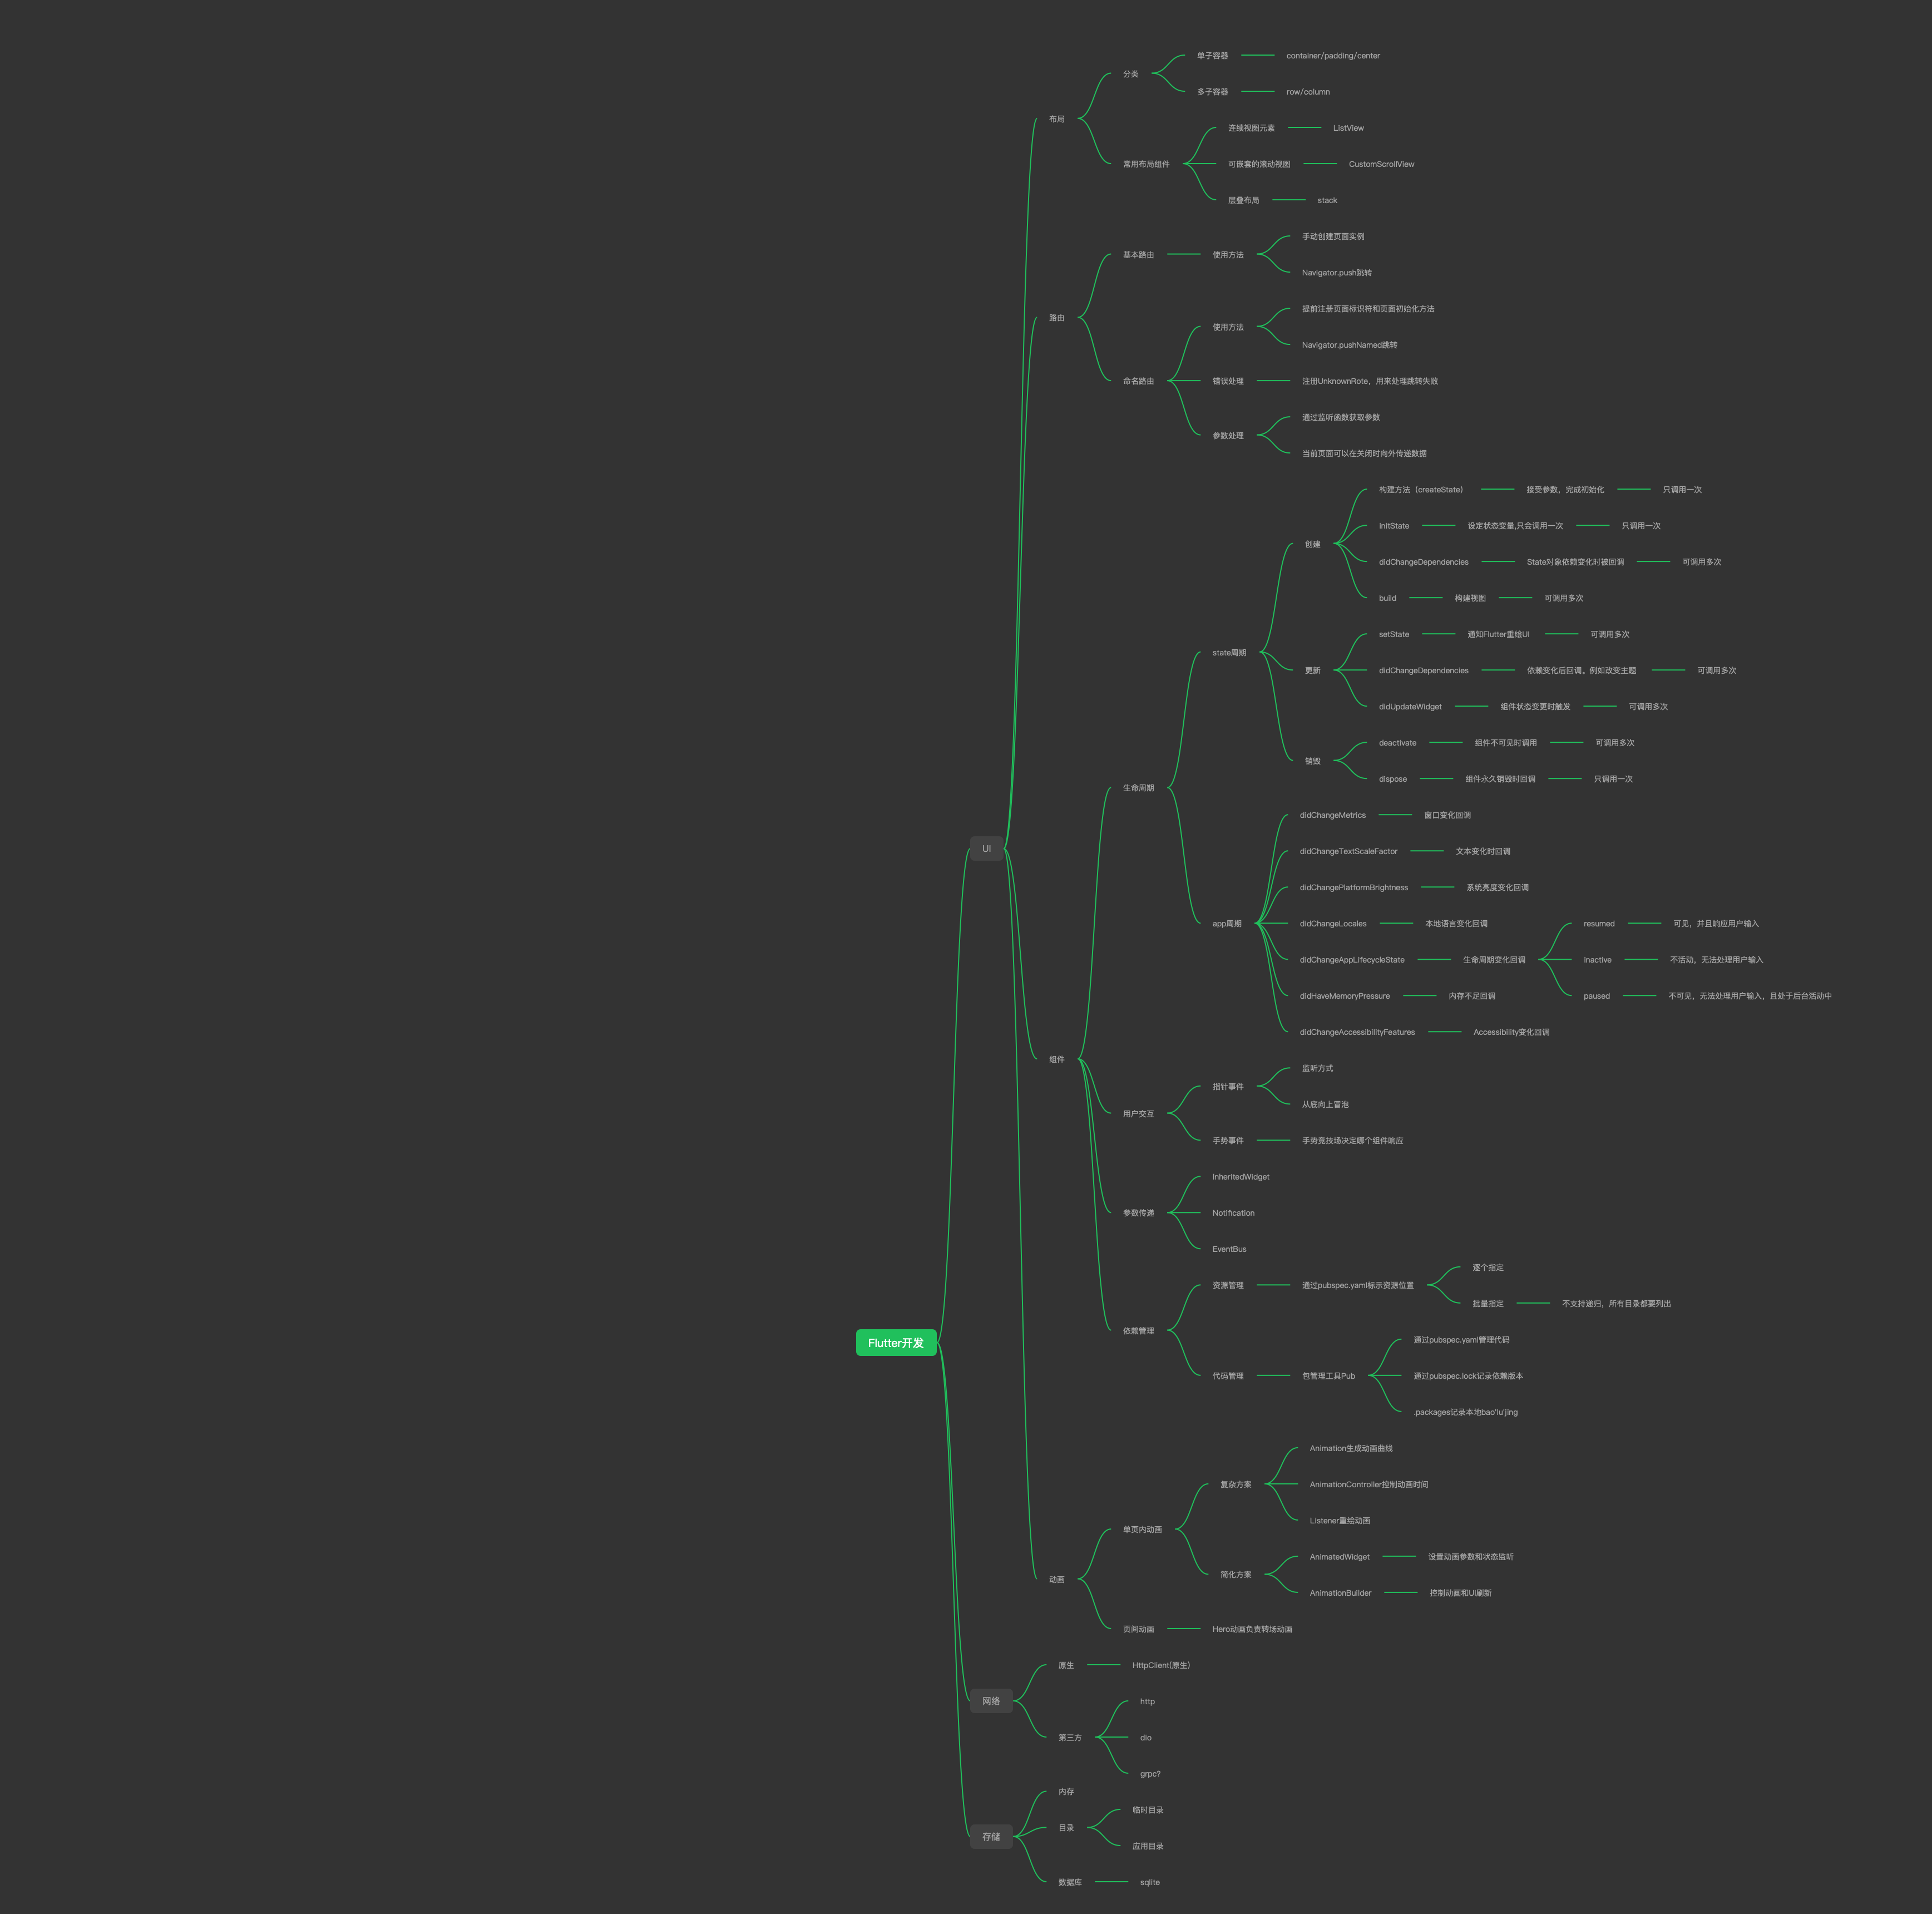 Flutter开发
UI
布局
分类
单子容器
container/padding/center
多子容器
row/column
常用布局组件
连续视图元素
ListView
可嵌套的滚动视图
CustomScrollView
层叠布局
stack
路由
基本路由
使用方法
手动创建页面实例
Navigator.push跳转
命名路由
使用方法
提前注册页面标识符和页面初始化方法
Navigator.pushNamed跳转
错误处理
注册UnknownRote，用来处理跳转失败
参数处理
通过监听函数获取参数
当前页面可以在关闭时向外传递数据
组件
生命周期
state周期
创建
构建方法（createState）
接受参数，完成初始化
只调用一次
initState
设定状态变量,只会调用一次
只调用一次
didChangeDependencies
State对象依赖变化时被回调
可调用多次
build
构建视图
可调用多次
更新
setState
通知Flutter重绘UI
可调用多次
didChangeDependencies
依赖变化后回调，例如改变主题
可调用多次
didUpdateWidget
组件状态变更时触发
可调用多次
销毁
deactivate
组件不可见时调用
可调用多次
dispose
组件永久销毁时回调
只调用一次
app周期
didChangeMetrics
窗口变化回调
didChangeTextScaleFactor
文本变化时回调
didChangePlatformBrightness
系统亮度变化回调
didChangeLocales
本地语言变化回调
didChangeAppLifecycleState
生命周期变化回调
resumed
可见，并且响应用户输入
inactive
不活动，无法处理用户输入
paused
不可见，无法处理用户输入，且处于后台活动中
didHaveMemoryPressure
内存不足回调
didChangeAccessibilityFeatures
Accessibility变化回调
用户交互
指针事件
监听方式
从底向上冒泡
手势事件
手势竞技场决定哪个组件响应
参数传递
InheritedWidget
Notification
EventBus
依赖管理
资源管理
通过pubspec.yaml标示资源位置
逐个指定
批量指定
不支持递归，所有目录都要列出
代码管理
包管理工具Pub
通过pubspec.yaml管理代码
通过pubspec.lock记录依赖版本
.packages记录本地bao'lu'jing
动画
单页内动画
复杂方案
Animation生成动画曲线
AnimationController控制动画时间
Listener重绘动画
简化方案
AnimatedWidget
设置动画参数和状态监听
AnimationBuilder
控制动画和UI刷新
页间动画
Hero动画负责转场动画
网络
原生
HttpClient(原生)
第三方
http
dio
grpc?
存储
内存
目录
临时目录
应用目录
数据库
sqlite